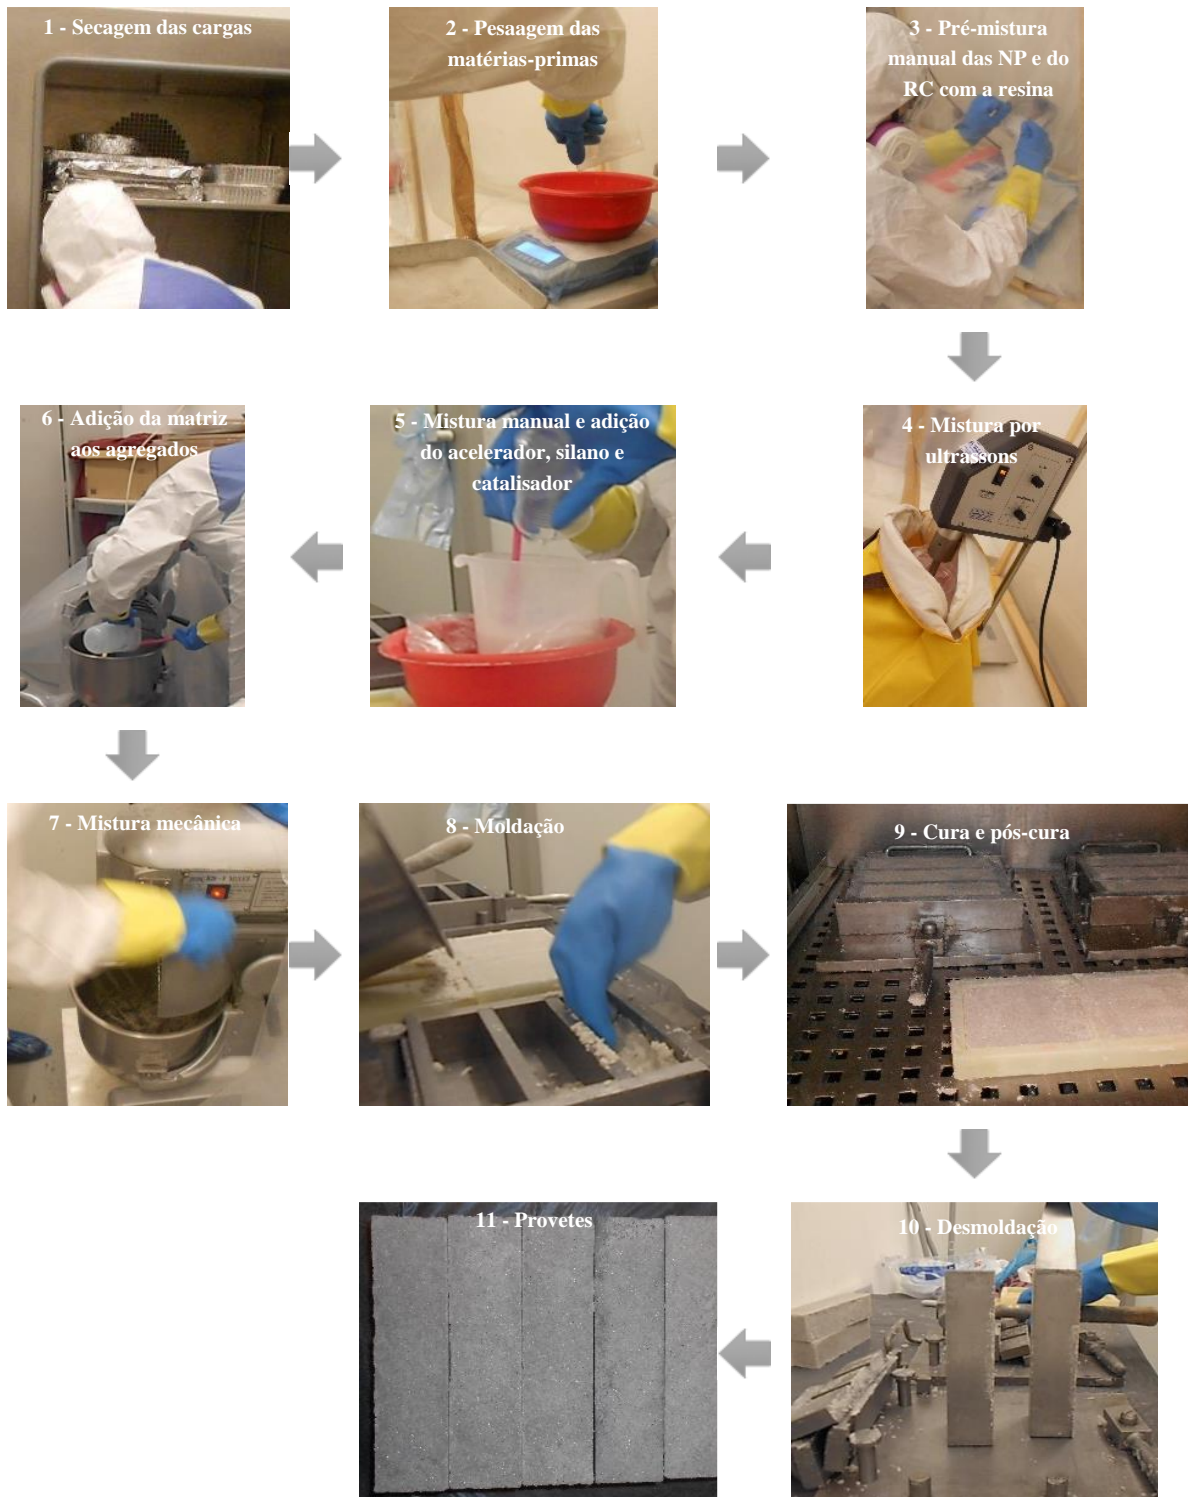 1 - Secagem das cargas
2 - Pesaagem das
matérias-primas
3 - Pré-mistura
manual das NP e do
RC com a resina
4 - Mistura por
ultrassons
5 - Mistura manual e adição
do acelerador, silano e
catalisador
6 - Adição da matriz
aos agregados
7 - Mistura mecânica
8 - Moldação
9 - Cura e pós-cura
10 - Desmoldação
11 - Provetes